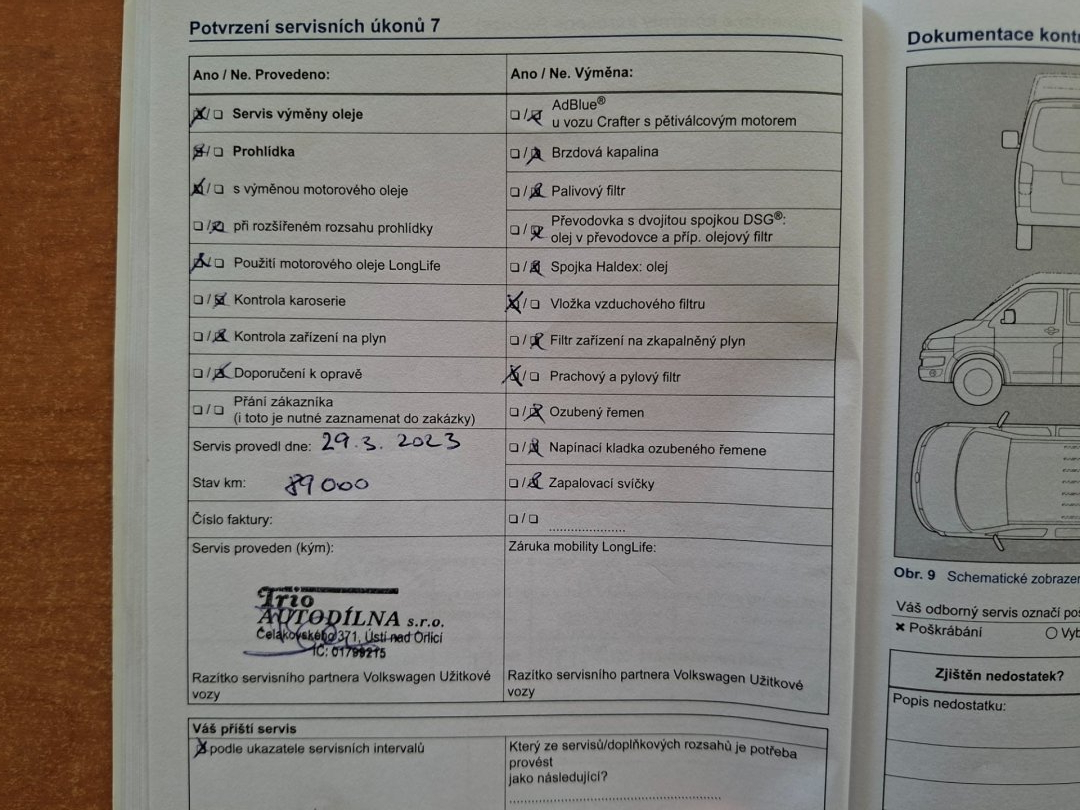 Potvrzení servisních úkonů 7
Ano / Ne. Provedeno:
Servis výměny oleje
Prohlídka
s výměnou motorového oleje
při rozšířeném rozsahu prohlídky
Použití motorového oleje LongLife
Kontrola karoserie
Kontrola zařízení na plyn
Doporučení k opravě
Přání zákazníka
(i toto je nutné zaznamenat do zakázky)
Servis provedl dne: 29.3. 2023
Stav km: 89000
Číslo faktury:
Servis proveden (kým):
Trio
AUTODÍLNA s.r.o.
Čelakovského 371, Ústí nad Orlicí
IČ: 01799215
Razítko servisního partnera Volkswagen Užitkové
vozy
Ano / Ne. Výměna:
AdBlue®
u vozu Crafter s pětiválcovým motorem
Brzdová kapalina
Palivový filtr
Převodovka s dvojitou spojkou DSG®:
olej v převodovce a příp. olejový filtr
Spojka Haldex: olej
Vložka vzduchového filtru
Filtr zařízení na zkapalněný plyn
Prachový a pylový filtr
Ozubený řemen
Napínací kladka ozubeného řemene
Zapalovací svíčky
Záruka mobility LongLife:
Razítko servisního partnera Volkswagen Užitkové
vozy
Váš příští servis
podle ukazatele servisních intervalů
Který ze servisů/doplňkových rozsahů je potřeba
provést
jako následující?
Dokumentace kont
Obr. 9 Schematické zobrazen
Váš odborný servis označí po
Poškrábání
Vyb
Zjištěn nedostatek?
Popis nedostatku: